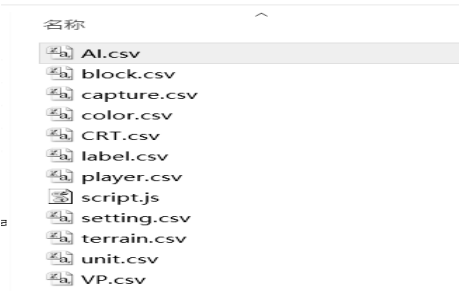 名称
AI.csv
block.csv
capture.csv
color.csv
CRT.csv
label.csv
player.csv
script.js
setting.csv
terrain.csv
unit.csv
VP.csv